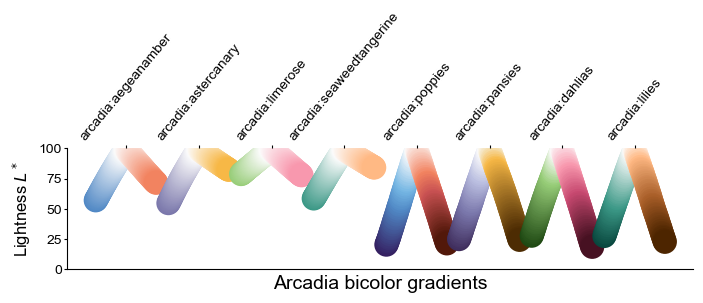 arcadia:aegeanamber
arcadia:astercanary
arcadia:limerose
arcadia:seaweedtangerine
arcadia:poppies
arcadia:pansies
arcadia:dahlias
arcadia:lilies
100
75
50
25
0
Lightness L*
Arcadia bicolor gradients